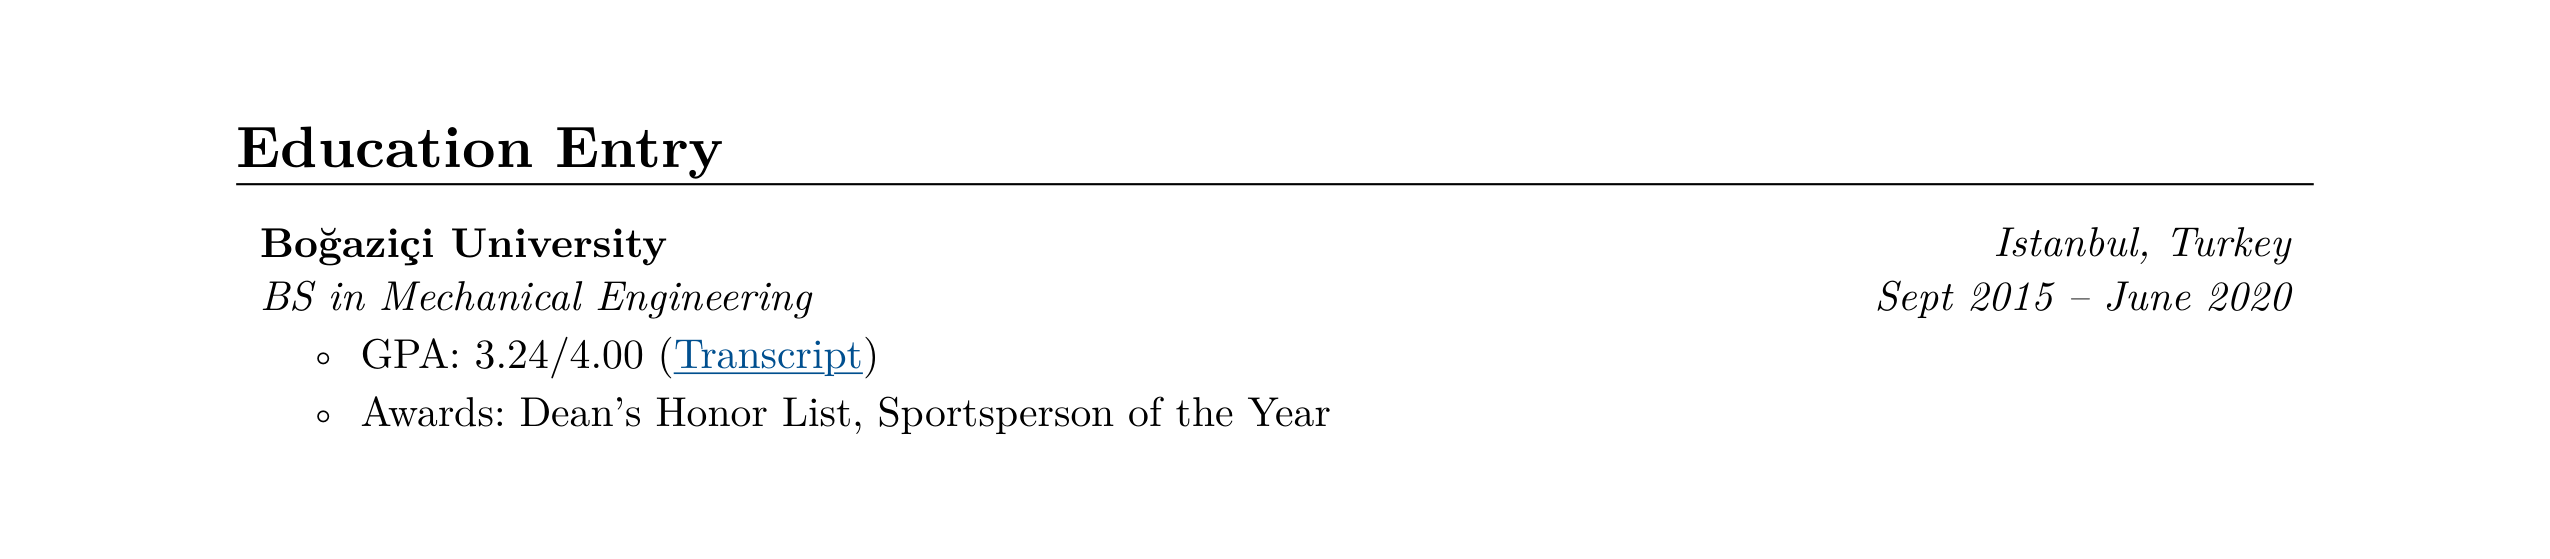 Education Entry
Boğaziçi University Istanbul, Turkey
BS in Mechanical Engineering Sept 2015 – June 2020
◦ GPA: 3.24/4.00 (Transcript)
◦ Awards: Dean’s Honor List, Sportsperson of the Year